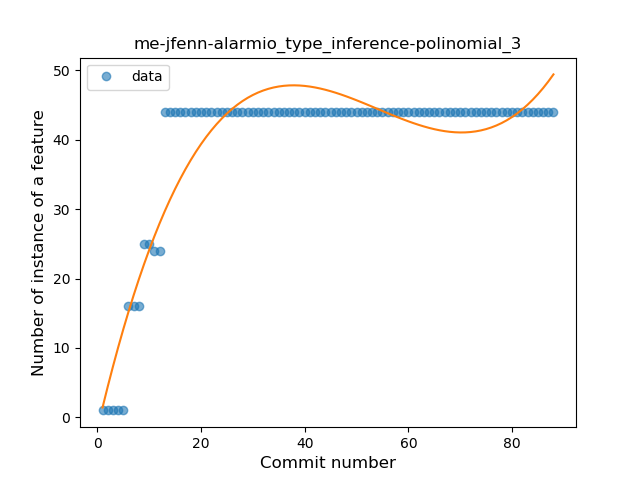 me-jfenn-alarmio_type_inference-polinomial_3
data
Number of instance of a feature
50
40
30
20
10
0
0 20 40 60 80
Commit number